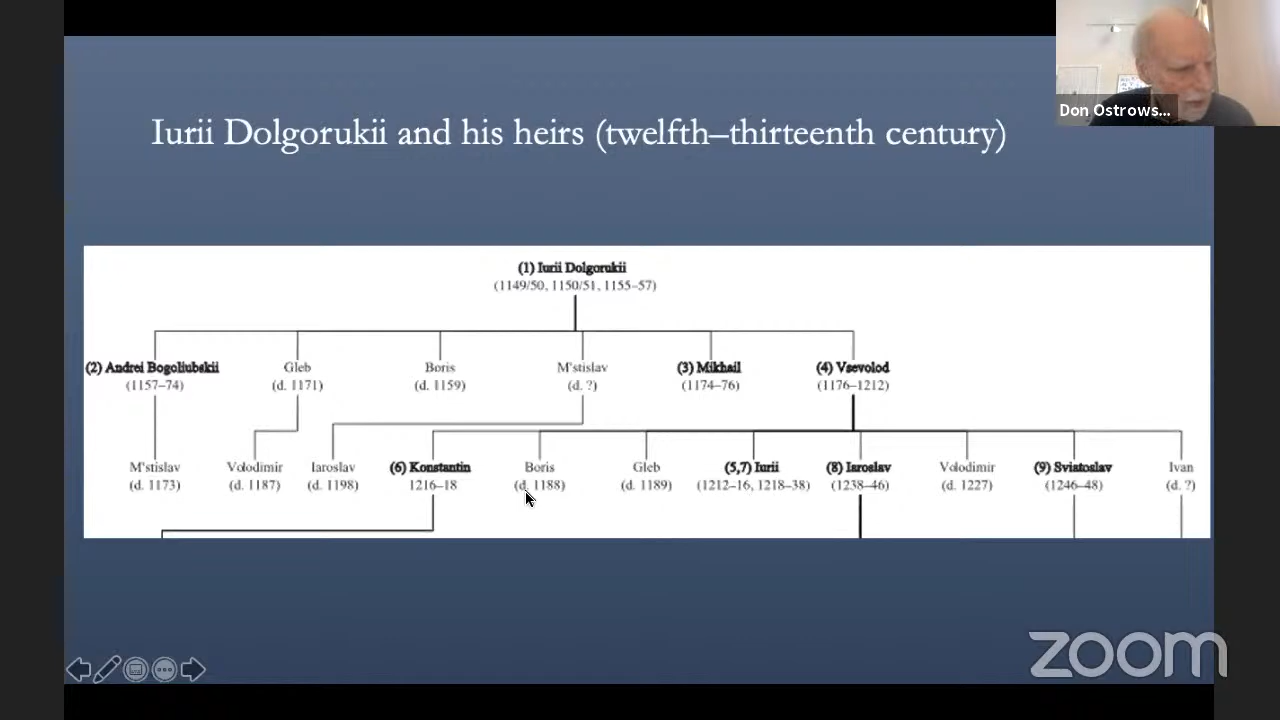 Don Ostrows...
Iurii Dolgorukii and his heirs (twelfth–thirteenth century)
(1) Iurii Dolgorukii
(1149/50, 1150/51, 1155–57)
(2) Andrei Bogoliubskii Gleb Boris M'stislav (3) Mikhail (4) Vsevolod
(1157–74) (d. 1171) (d. 1159) (d. ?) (1174–76) (1176–1212)
M'stislav Volodimir Iaroslav (6) Konstantin Boris Gleb (5,7) Iurii (8) Iaroslav Volodimir (9) Sviatoslav Ivan
(d. 1173) (d. 1187) (d. 1198) 1216–18 (d. 1188) (d. 1189) (1212–16, 1218–38) (1238–46) (d. 1227) (1246–48) (d. ?)
zoom